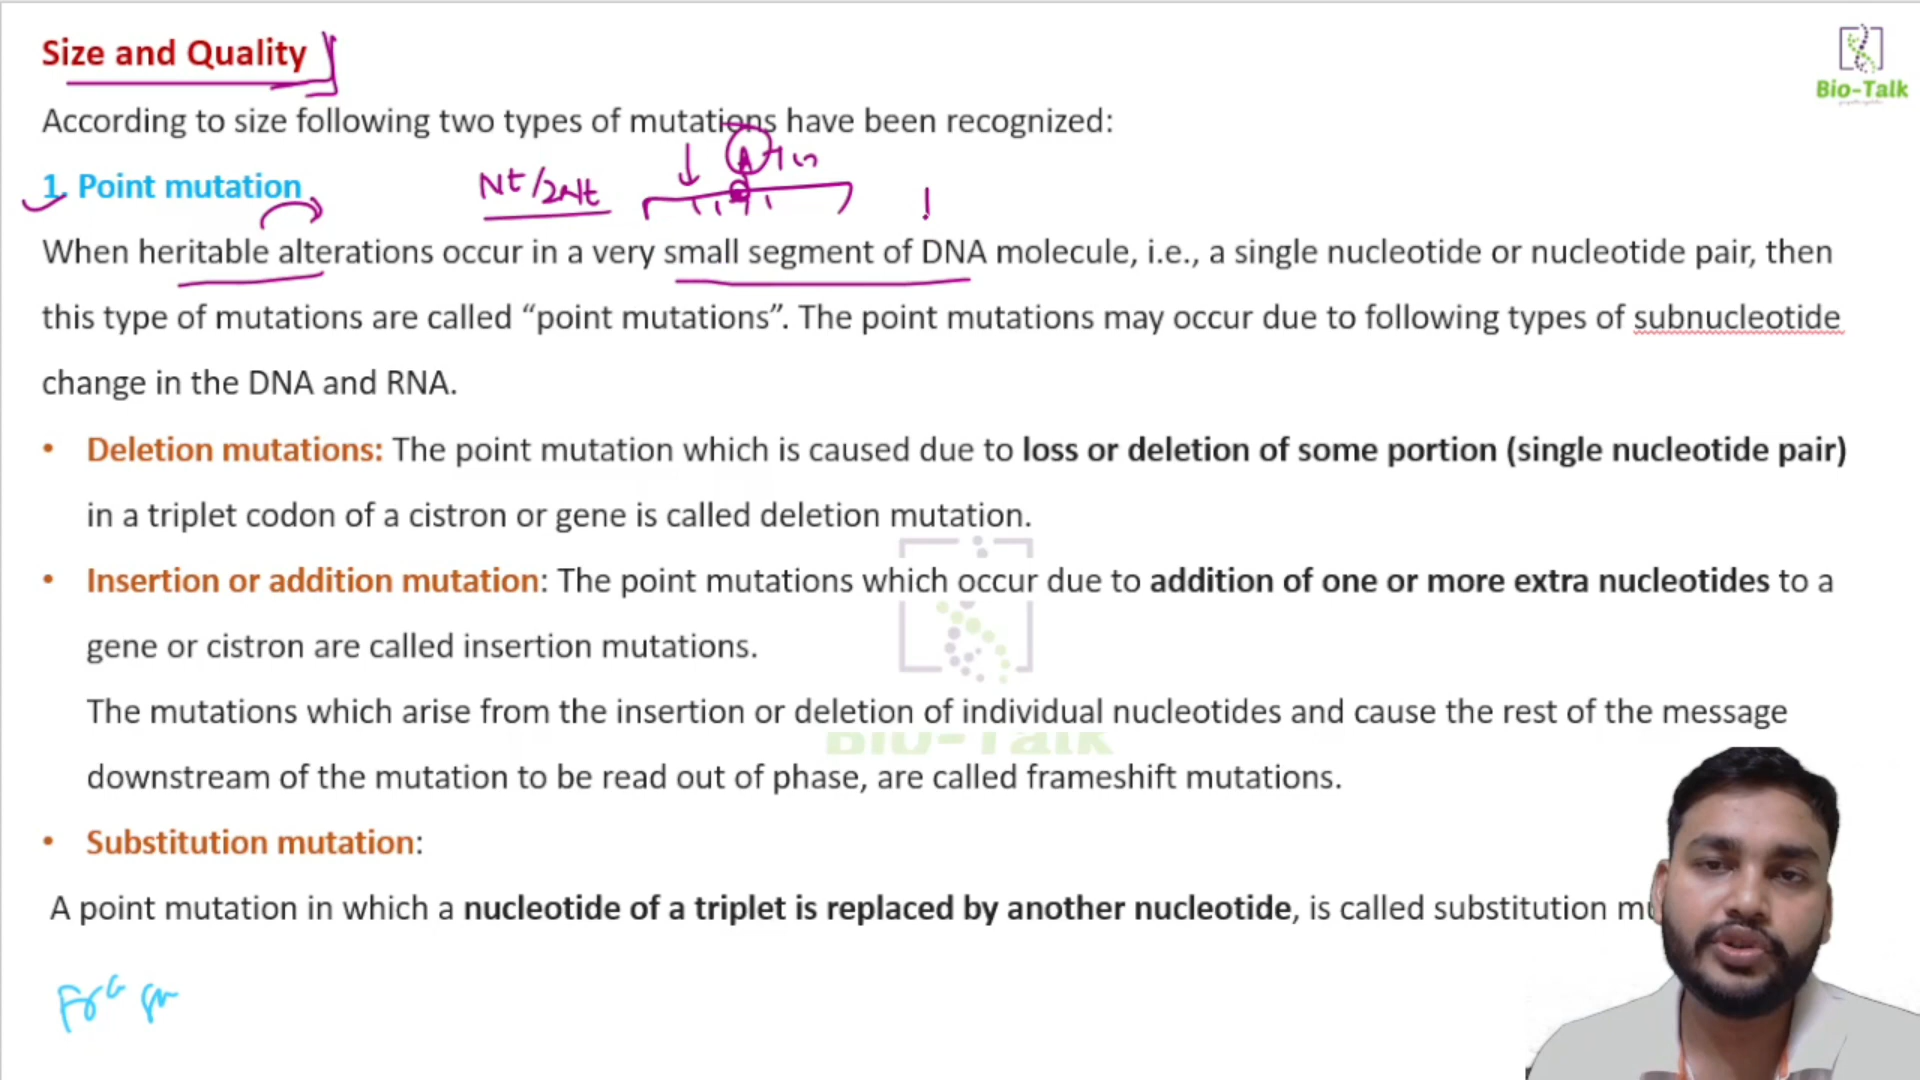 Size and Quality
Bio-Talk
According to size following two types of mutations have been recognized:
1. Point mutation
Nt/2Nt
A
When heritable alterations occur in a very small segment of DNA molecule, i.e., a single nucleotide or nucleotide pair, then
this type of mutations are called “point mutations”. The point mutations may occur due to following types of subnucleotide
change in the DNA and RNA.
• Deletion mutations: The point mutation which is caused due to loss or deletion of some portion (single nucleotide pair)
in a triplet codon of a cistron or gene is called deletion mutation.
• Insertion or addition mutation: The point mutations which occur due to addition of one or more extra nucleotides to a
gene or cistron are called insertion mutations.
The mutations which arise from the insertion or deletion of individual nucleotides and cause the rest of the message
Bio-Talk
downstream of the mutation to be read out of phase, are called frameshift mutations.
• Substitution mutation:
A point mutation in which a nucleotide of a triplet is replaced by another nucleotide, is called substitution mu